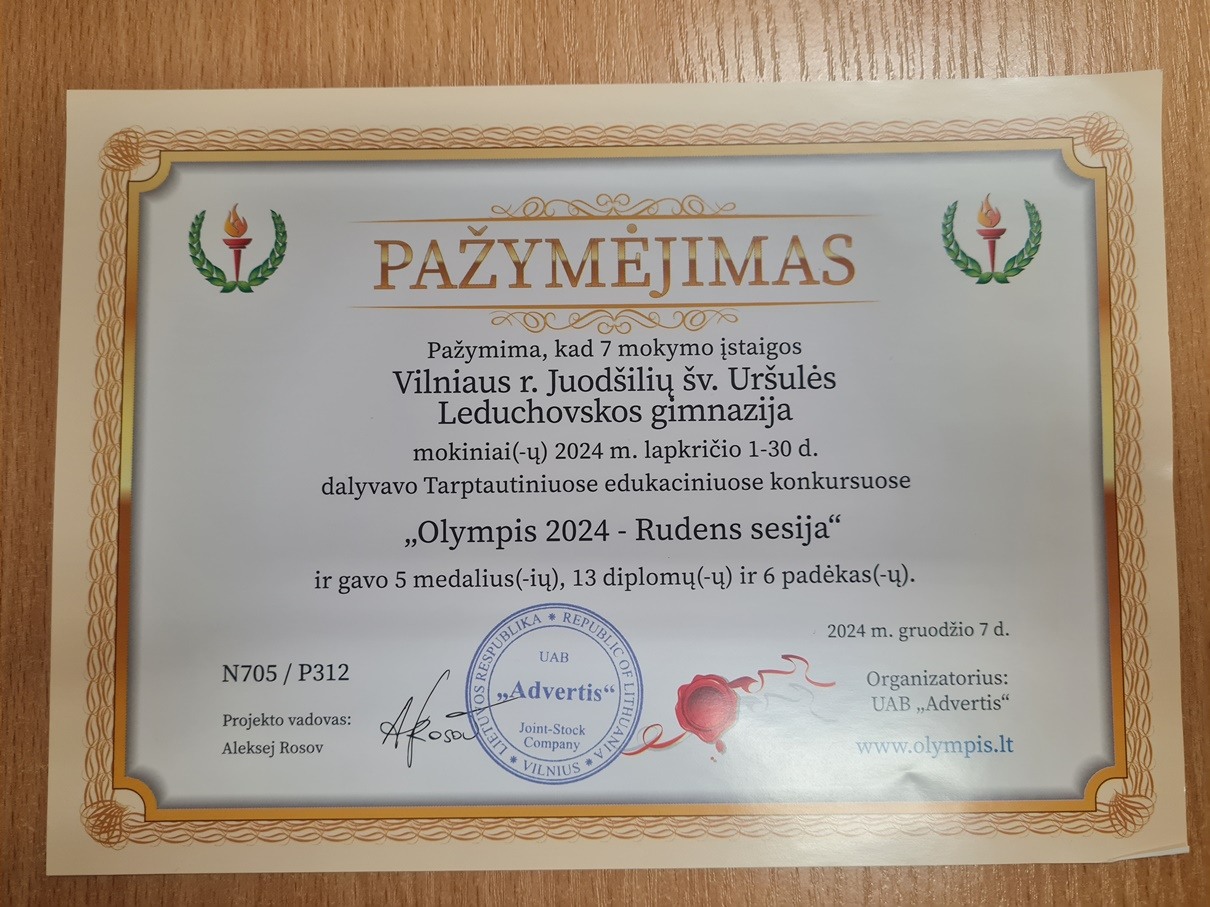 PAŽYMĖJIMAS
Pažymima, kad 7 mokymo įstaigos
Vilniaus r. Juodšilių šv. Uršulės
Leduchovskos gimnazija
mokiniai(-ų) 2024 m. lapkričio 1-30 d.
dalyvavo Tarptautiniuose edukaciniuose konkursuose
„Olympis 2024 - Rudens sesija“
ir gavo 5 medalius(-ių), 13 diplomų(-ų) ir 6 padėkas(-ų).
2024 m. gruodžio 7 d.
N705 / P312
Projekto vadovas:
Aleksej Rosov
ARosov
LIETUVOS RESPUBLIKA * REPUBLIC OF LITHUANIA * VILNIUS *
UAB
„Advertis“
Joint-Stock
Company
Organizatorius:
UAB „Advertis“
www.olympis.lt